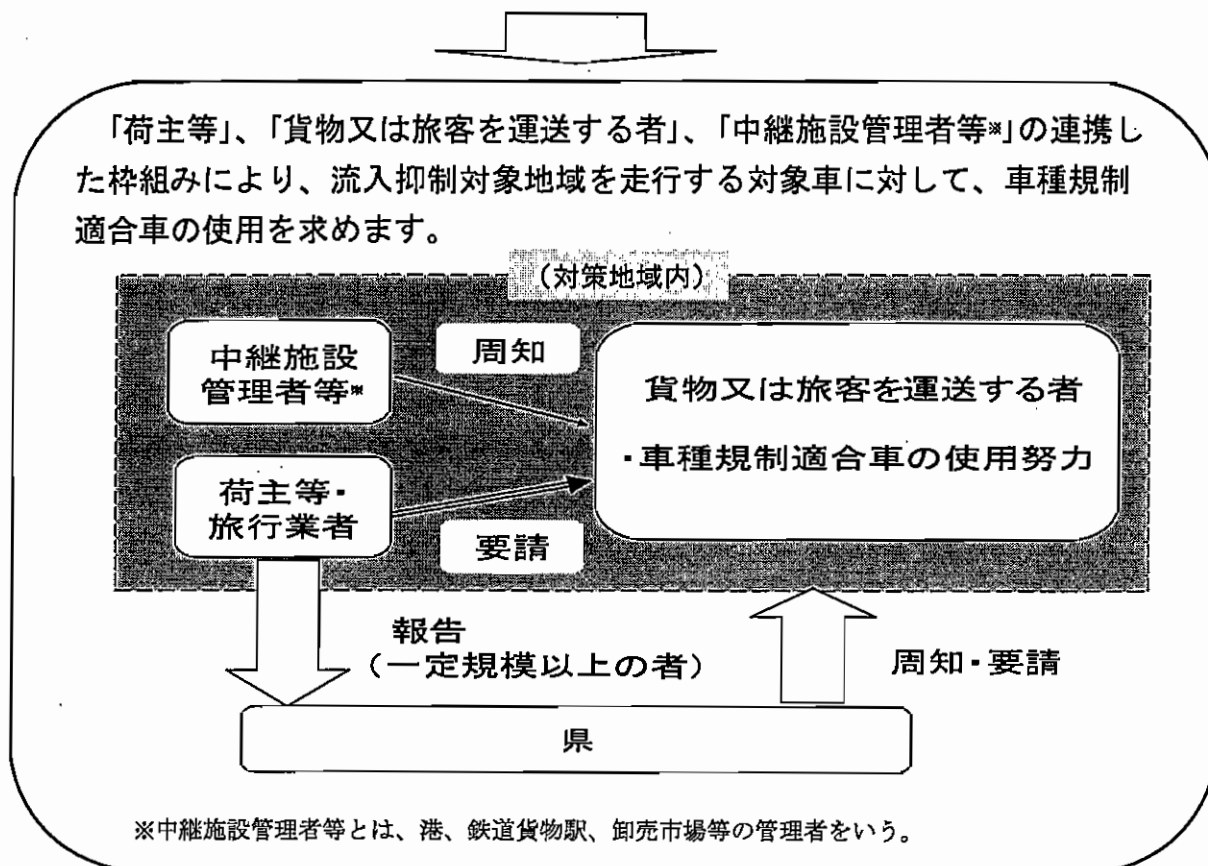 「荷主等」、「貨物又は旅客を運送する者」、「中継施設管理者等※」の連携し
た枠組みにより、流入抑制対象地域を走行する対象車に対して、車種規制
適合車の使用を求めます。
(対策地域内)
中継施設
管理者等※
周知
貨物又は旅客を運送する者
・車種規制適合車の使用努力
荷主等・
旅行業者
要請
報告
(一定規模以上の者)
周知・要請
県
※中継施設管理者等とは、港、鉄道貨物駅、卸売市場等の管理者をいう。